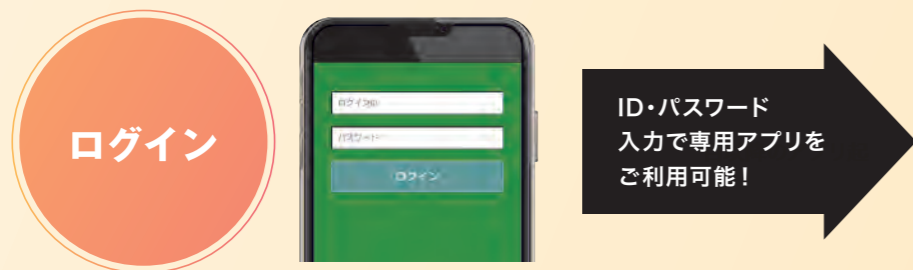 ログイン
ログインID
パスワード
ログイン
ID・パスワード
入力で専用アプリを
ご利用可能！